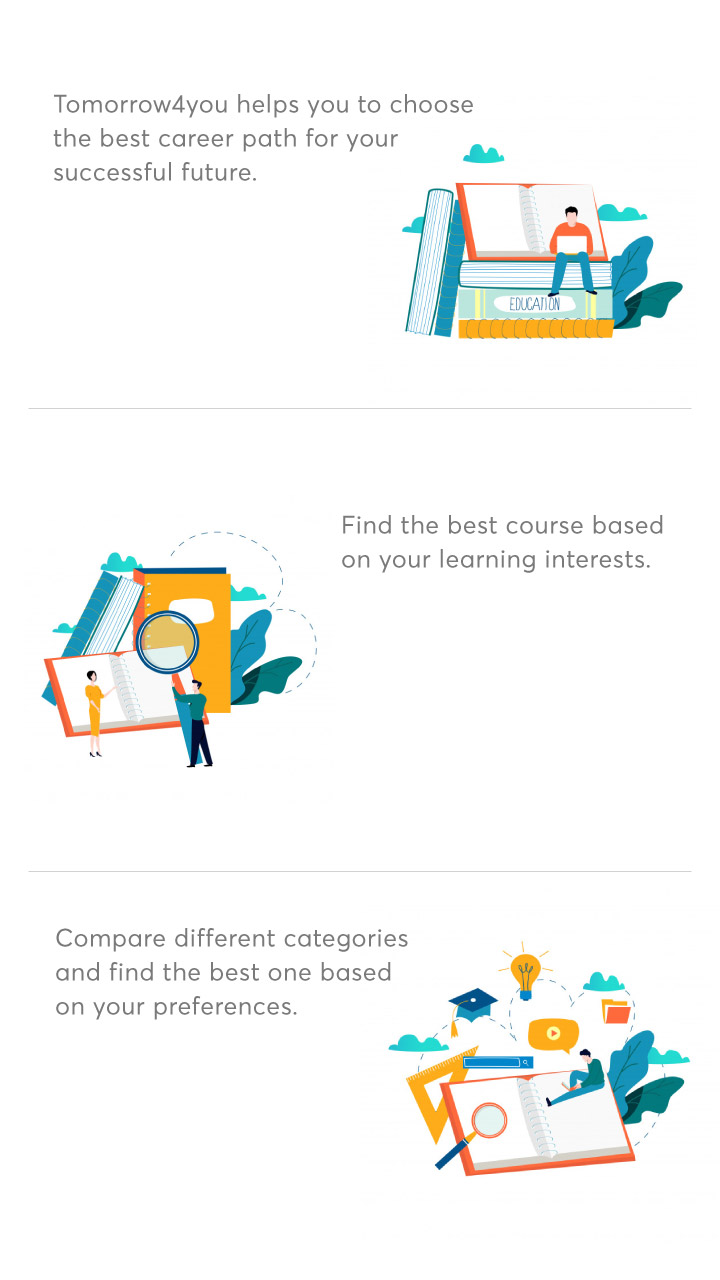 Tomorrow4you helps you to choose
the best career path for your
successful future.
EDUCATION
Find the best course based
on your learning interests.
Compare different categories
and find the best one based
on your preferences.